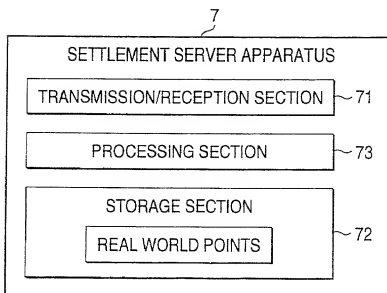 7
SETTLEMENT SERVER APPARATUS
TRANSMISSION/RECEPTION SECTION 71
PROCESSING SECTION 73
STORAGE SECTION
REAL WORLD POINTS 72